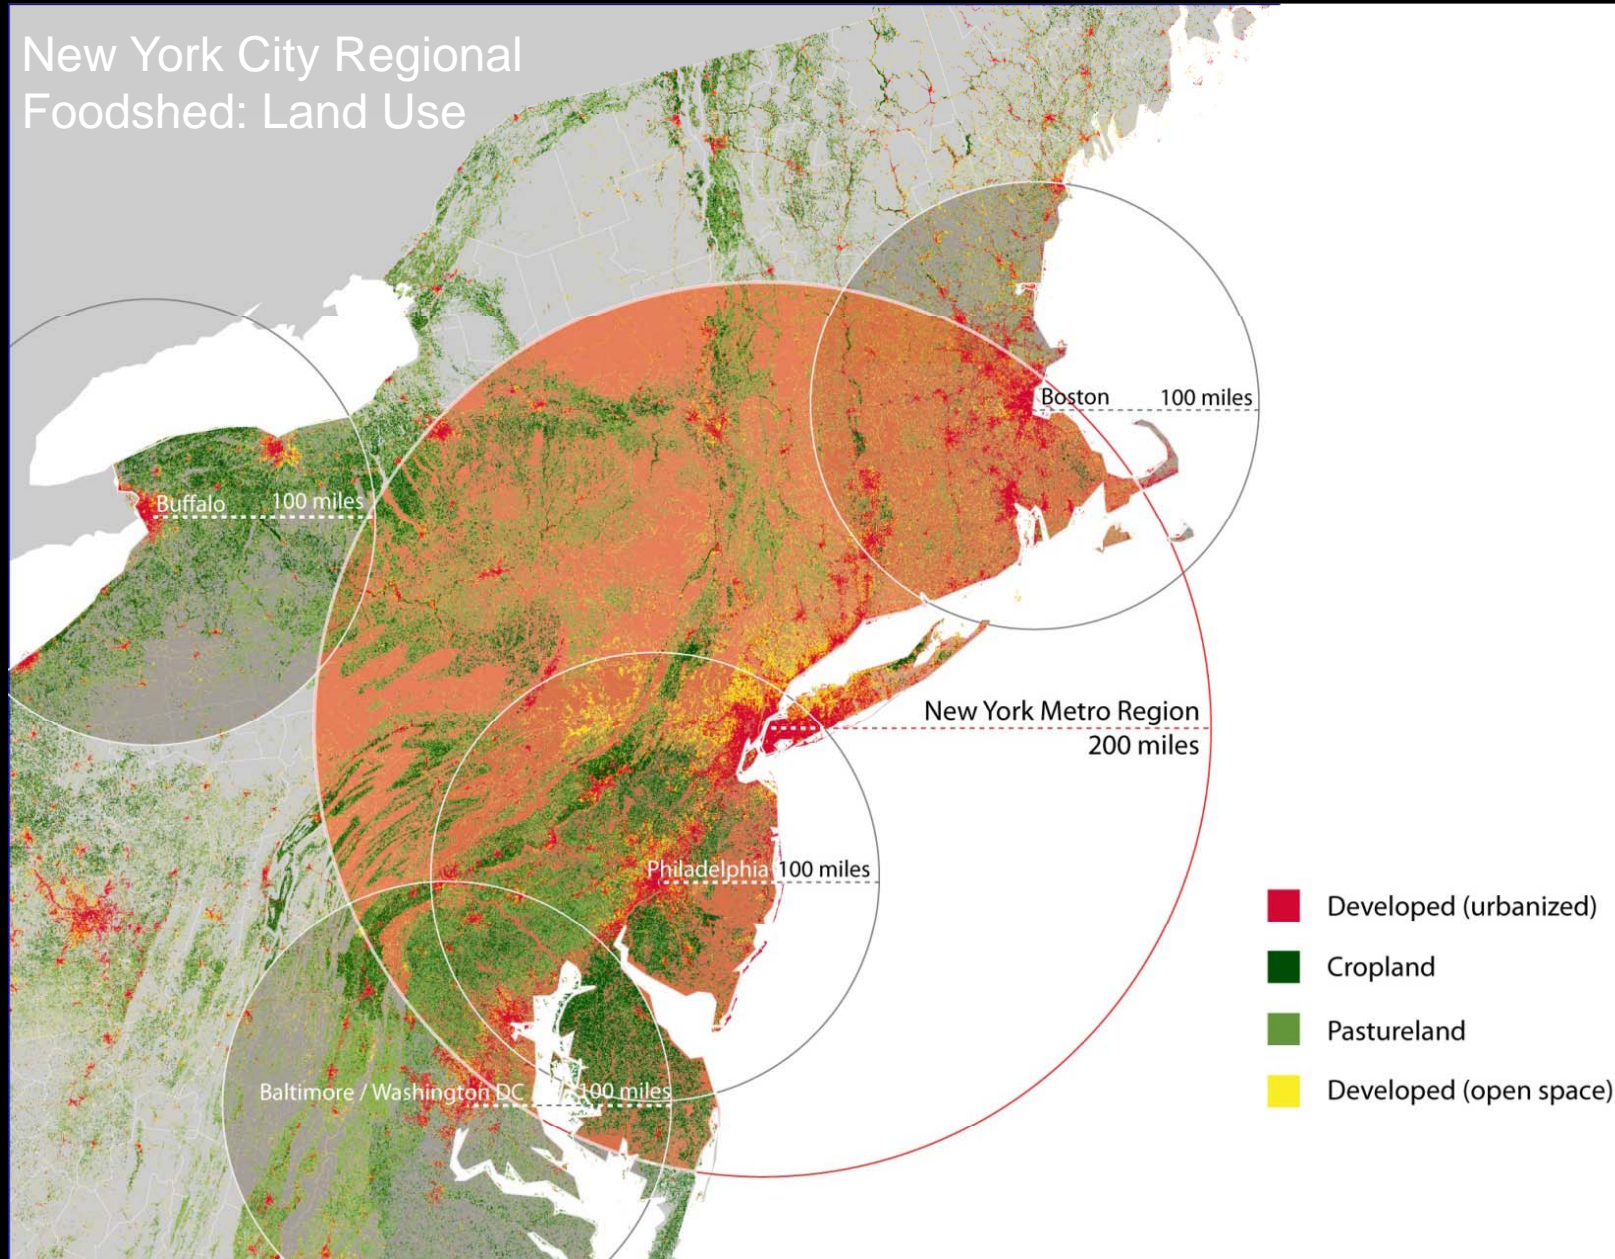 New York City Regional
Foodshed: Land Use
Boston 100 miles
Buffalo 100 miles
New York Metro Region
200 miles
Philadelphia 100 miles
Baltimore / Washington DC 100 miles
Developed (urbanized)
Cropland
Pastureland
Developed (open space)